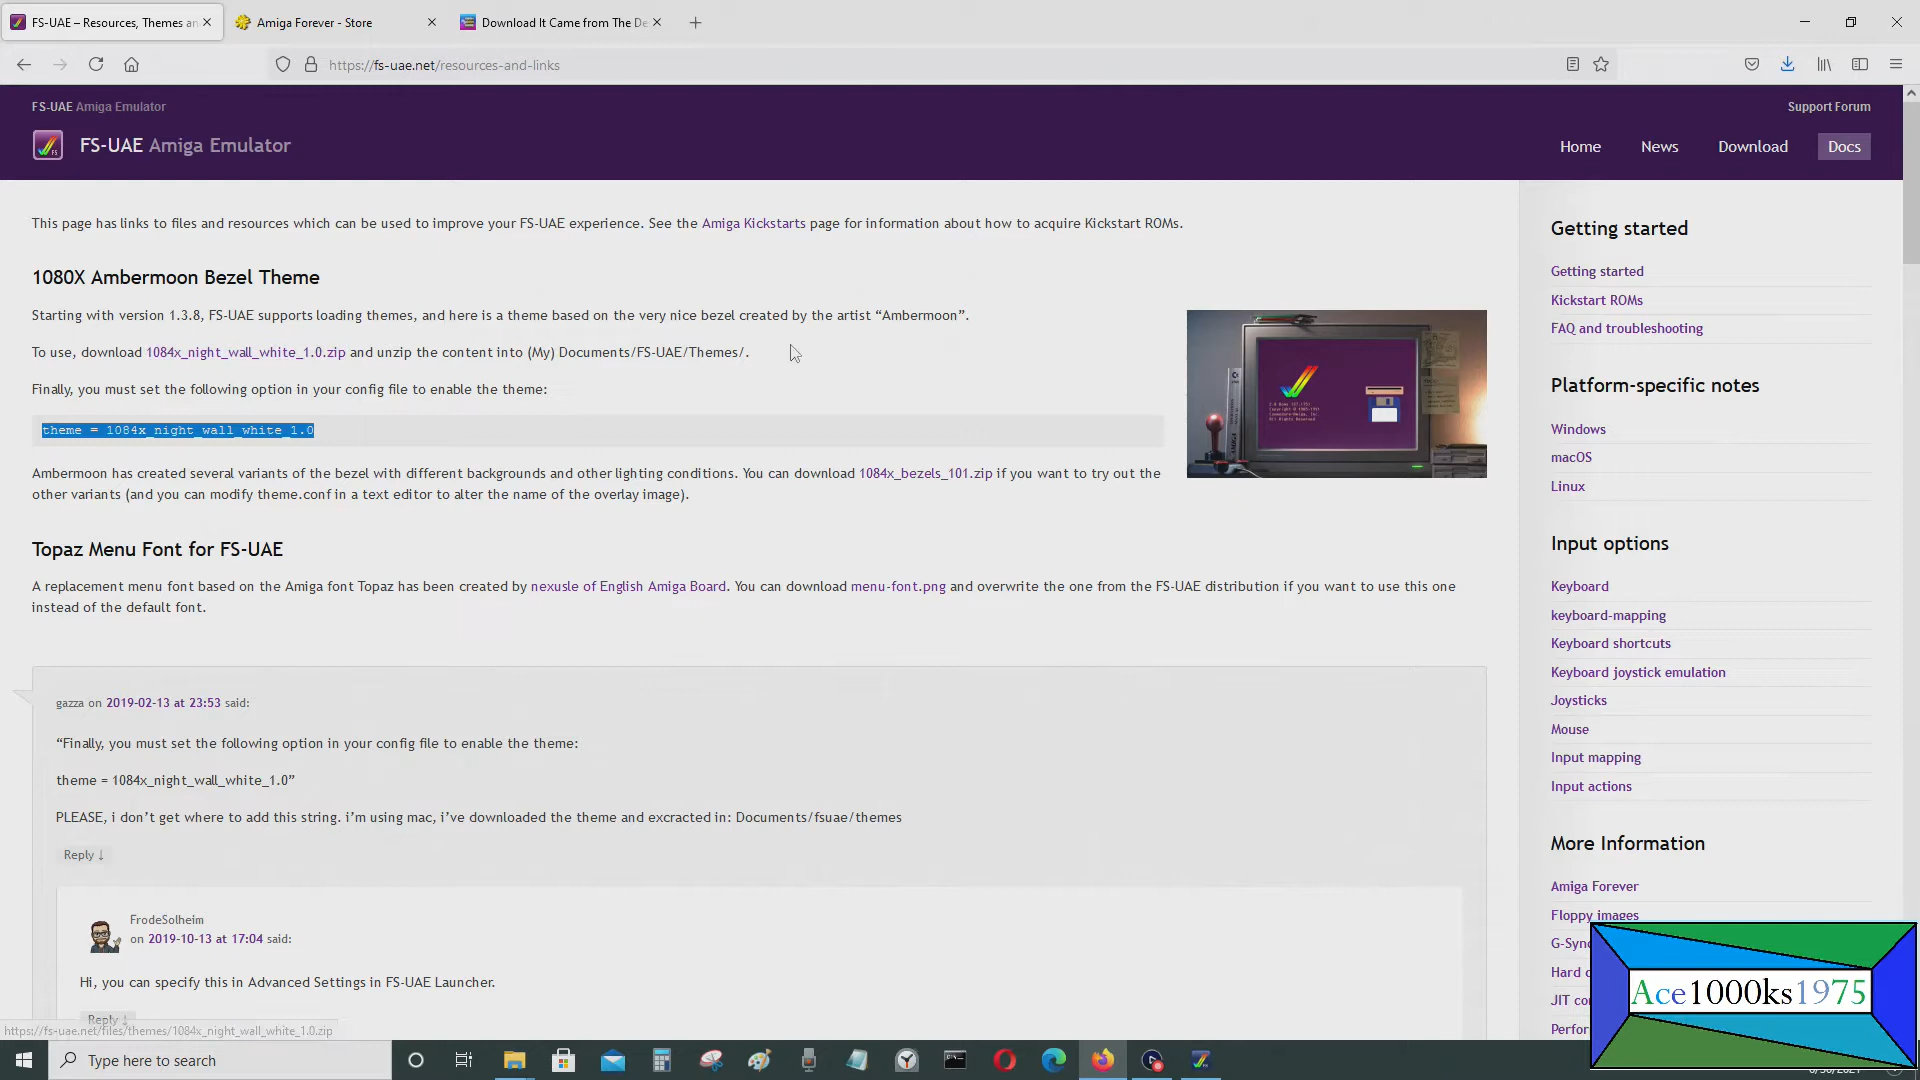 FS-UAE – Resources, Themes an
Amiga Forever - Store
Download It Came from The De
https://fs-uae.net/resources-and-links
FS-UAE Amiga Emulator
Support Forum
FS-UAE Amiga Emulator
Home
News
Download
Docs
This page has links to files and resources which can be used to improve your FS-UAE experience. See the Amiga Kickstarts page for information about how to acquire Kickstart ROMs.
1080X Ambermoon Bezel Theme
Starting with version 1.3.8, FS-UAE supports loading themes, and here is a theme based on the very nice bezel created by the artist “Ambermoon”.
To use, download 1084x_night_wall_white_1.0.zip and unzip the content into (My) Documents/FS-UAE/Themes/.
Finally, you must set the following option in your config file to enable the theme:
theme = 1084x_night_wall_white_1.0
Ambermoon has created several variants of the bezel with different backgrounds and other lighting conditions. You can download 1084x_bezels_101.zip if you want to try out the
other variants (and you can modify theme.conf in a text editor to alter the name of the overlay image).
Topaz Menu Font for FS-UAE
A replacement menu font based on the Amiga font Topaz has been created by nexusle of English Amiga Board. You can download menu-font.png and overwrite the one from the FS-UAE distribution if you want to use this one
instead of the default font.
gazza on 2019-02-13 at 23:53 said:
“Finally, you must set the following option in your config file to enable the theme:
theme = 1084x_night_wall_white_1.0”
PLEASE, i don’t get where to add this string. i’m using mac, i’ve downloaded the theme and excracted in: Documents/fsuae/themes
Reply ↓
FrodeSolheim
on 2019-10-13 at 17:04 said:
Hi, you can specify this in Advanced Settings in FS-UAE Launcher.
Reply ↓
https://fs-uae.net/files/themes/1084x_night_wall_white_1.0.zip
Getting started
Getting started
Kickstart ROMs
FAQ and troubleshooting
Platform-specific notes
Windows
macOS
Linux
Input options
Keyboard
keyboard-mapping
Keyboard shortcuts
Keyboard joystick emulation
Joysticks
Mouse
Input mapping
Input actions
More Information
Amiga Forever
Floppy images
G-Syn
Hard
JIT co
Perfor
Ace1000ks1975
Type here to search